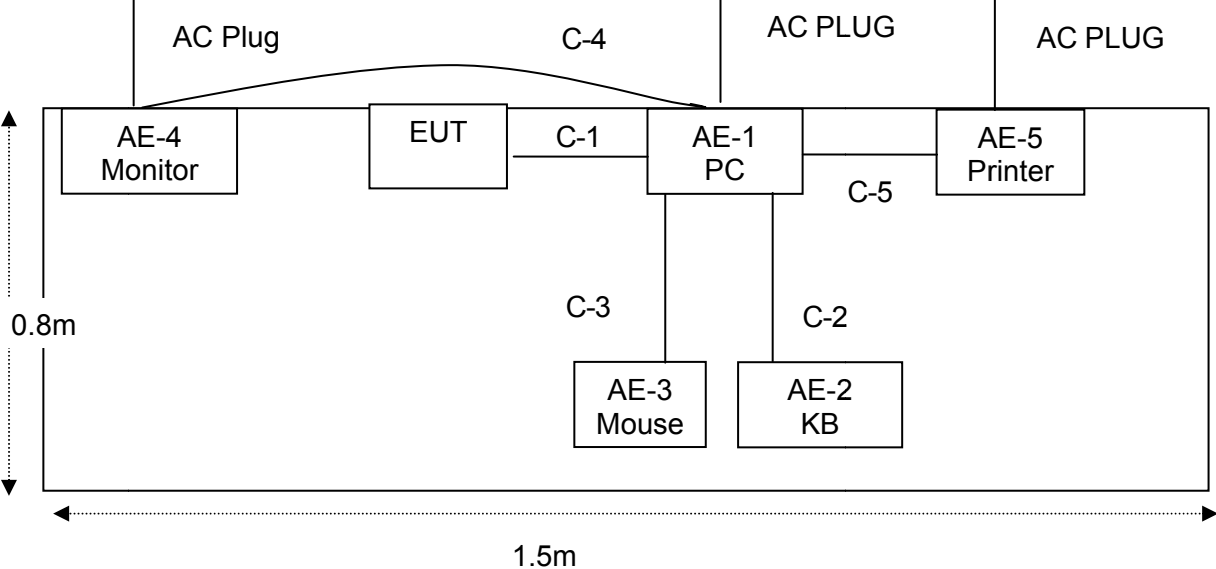 AC Plug
C-4
AC PLUG
AC PLUG
AE-4
Monitor
EUT
C-1
AE-1
PC
AE-5
Printer
C-5
C-3
C-2
0.8m
AE-3
Mouse
AE-2
KB
1.5m